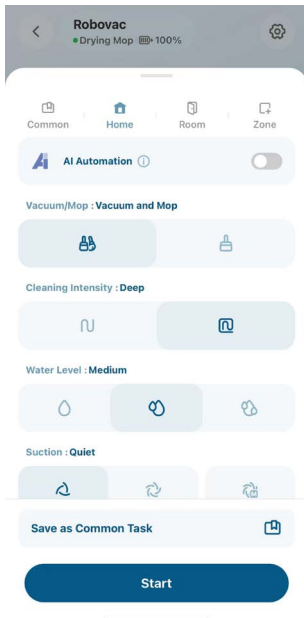 Robovac
Drying Mop 100%
Common Home Room Zone
Ai AI Automation
Vacuum/Mop : Vacuum and Mop
Cleaning Intensity : Deep
Water Level : Medium
Suction : Quiet
Save as Common Task
Start